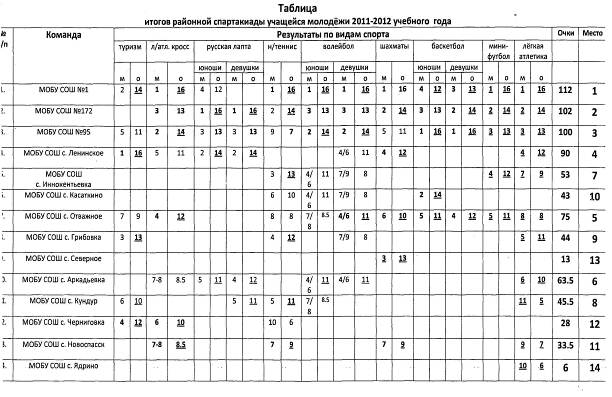 Таблица
итогов районной спартакиады учащейся молодёжи 2011-2012 учебного года
№ /п Команда Результаты по видам спорта Очки Место
туризм л/атл. кросс русская лапта н/теннис волейбол шахматы баскетбол мини-футбол лёгкая атлетика
юноши девушки юноши девушки юноши девушки
м о м о м о м о м о м о м о м о м о м о м о м о
1. МОБУ СОШ №1 2 14 1 16 4 12 1 16 1 16 1 16 1 16 4 12 3 13 1 16 1 16 112 1
2. МОБУ СОШ №172 3 13 1 16 1 16 2 14 3 13 3 13 2 14 3 13 2 14 2 14 2 14 102 2
3. МОБУ СОШ №95 5 11 2 14 3 13 3 13 9 7 2 14 2 14 5 11 1 16 1 16 3 13 3 13 100 3
МОБУ СОШ с. Ленинское 1 16 5 11 2 14 2 14 4/6 11 4 12 4 12 90 4
МОБУ СОШ с. Иннокентьевка 3 13 4/6 11 7/9 8 4 12 7 9 53 7
МОБУ СОШ с. Касаткино 6 10 4/6 11 7/9 8 2 14 43 10
МОБУ СОШ с. Отважное 7 9 4 12 8 8 7/8 8.5 4/6 11 6 10 5 11 4 12 5 11 8 8 75 5
МОБУ СОШ с. Грибовка 3 13 4 12 7/9 8 5 11 44 9
МОБУ СОШ с. Северное 3 13 13 13
МОБУ СОШ с. Аркадьевка 7-8 8.5 5 11 4 12 4/6 11 4/6 11 6 10 63.5 6
МОБУ СОШ с. Кундур 6 10 5 11 5 11 7/8 8.5 11 5 45.5 8
2. МОБУ СОШ с. Черниговка 4 12 6 10 10 6 28 12
3. МОБУ СОШ с. Новоспасск 7-8 8.5 7 9 7 9 9 7 33.5 11
МОБУ СОШ с. Ядрино 10 6 6 14